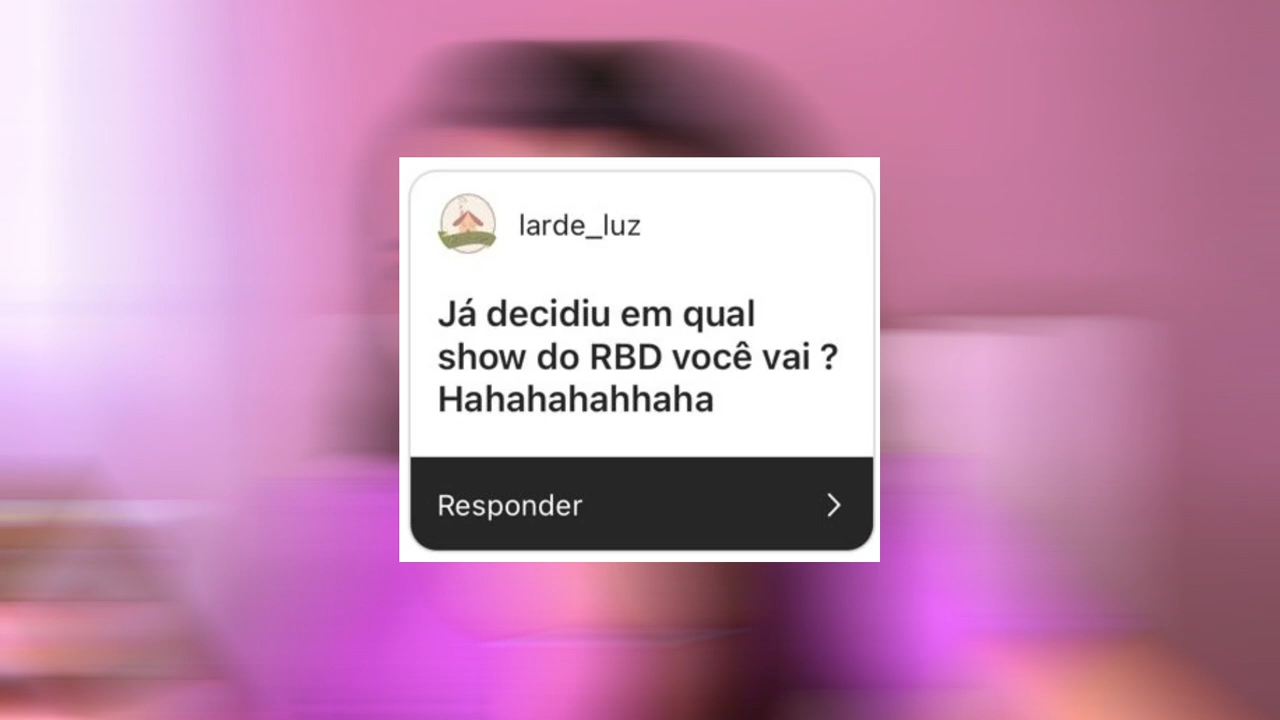 larde_luz
Já decidiu em qual
show do RBD você vai ?
Hahahahahhaha
Responder